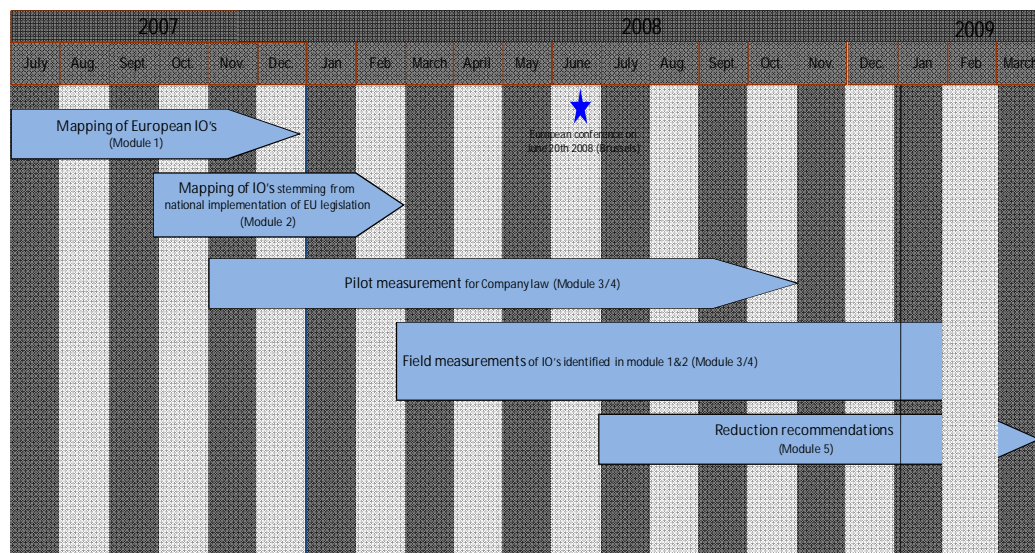 2007 2008 2009
July Aug. Sept. Oct. Nov. Dec. Jan Feb March April May June July Aug. Sept. Oct. Nov. Dec. Jan Feb March
Mapping of European IO's
(Module 1)
European conference on
June 20th 2008 (Brussels)
Mapping of IO's stemming from
national implementation of EU legislation
(Module 2)
Pilot measurement for Company law (Module 3/4)
Field measurements of IO's identified in module 1&2 (Module 3/4)
Reduction recommendations
(Module 5)